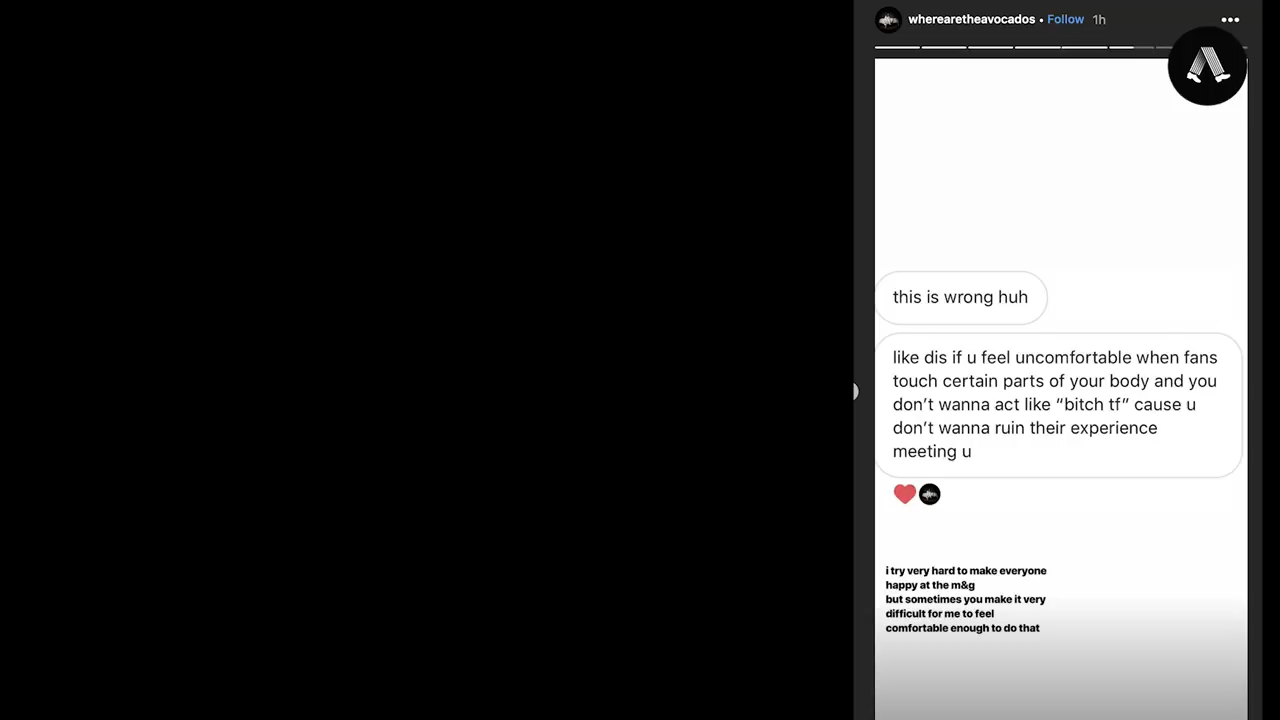 wherearetheavocados • Follow 1h
this is wrong huh
like dis if u feel uncomfortable when fans
touch certain parts of your body and you
don’t wanna act like “bitch tf” cause u
don’t wanna ruin their experience
meeting u
i try very hard to make everyone
happy at the m&g
but sometimes you make it very
difficult for me to feel
comfortable enough to do that